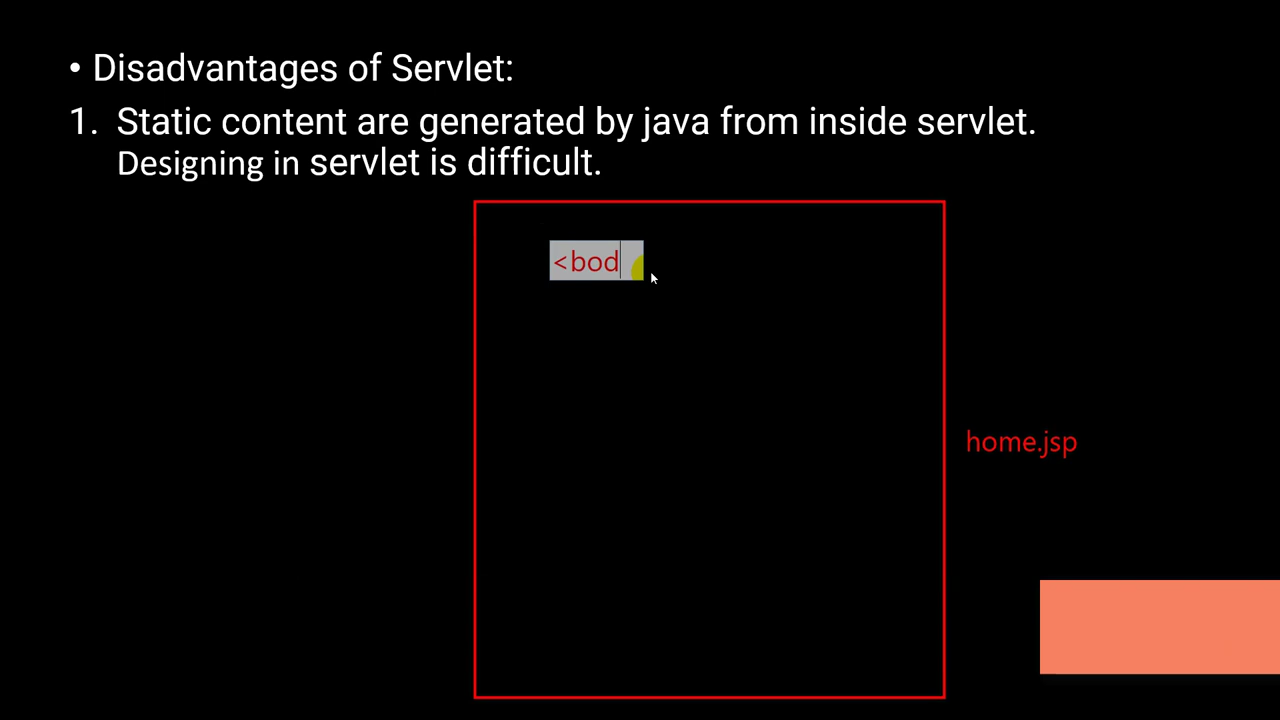 • Disadvantages of Servlet:
1. Static content are generated by java from inside servlet.
Designing in servlet is difficult.
<bod
home.jsp